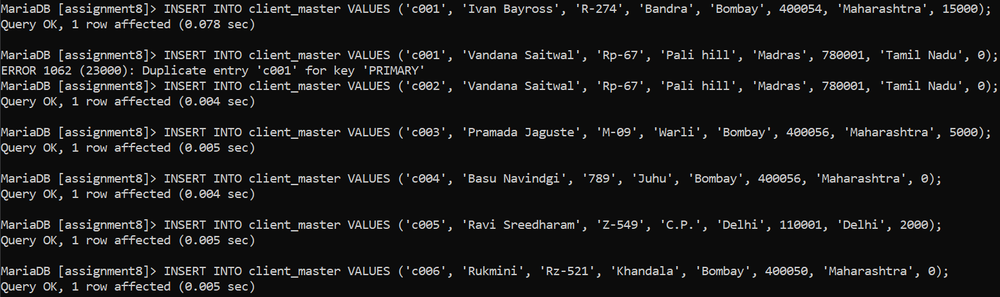 MariaDB [assignment8]> INSERT INTO client_master VALUES ('c001', 'Ivan Bayross', 'R-274', 'Bandra', 'Bombay', 400054, 'Maharashtra', 15000);
Query OK, 1 row affected (0.078 sec)
MariaDB [assignment8]> INSERT INTO client_master VALUES ('c001', 'Vandana Saitwal', 'Rp-67', 'Pali hill', 'Madras', 780001, 'Tamil Nadu', 0);
ERROR 1062 (23000): Duplicate entry 'c001' for key 'PRIMARY'
MariaDB [assignment8]> INSERT INTO client_master VALUES ('c002', 'Vandana Saitwal', 'Rp-67', 'Pali hill', 'Madras', 780001, 'Tamil Nadu', 0);
Query OK, 1 row affected (0.004 sec)
MariaDB [assignment8]> INSERT INTO client_master VALUES ('c003', 'Pramada Jaguste', 'M-09', 'Warli', 'Bombay', 400056, 'Maharashtra', 5000);
Query OK, 1 row affected (0.005 sec)
MariaDB [assignment8]> INSERT INTO client_master VALUES ('c004', 'Basu Navindgi', '789', 'Juhu', 'Bombay', 400056, 'Maharashtra', 0);
Query OK, 1 row affected (0.004 sec)
MariaDB [assignment8]> INSERT INTO client_master VALUES ('c005', 'Ravi Sreedharam', 'Z-549', 'C.P.', 'Delhi', 110001, 'Delhi', 2000);
Query OK, 1 row affected (0.005 sec)
MariaDB [assignment8]> INSERT INTO client_master VALUES ('c006', 'Rukmini', 'Rz-521', 'Khandala', 'Bombay', 400050, 'Maharashtra', 0);
Query OK, 1 row affected (0.005 sec)